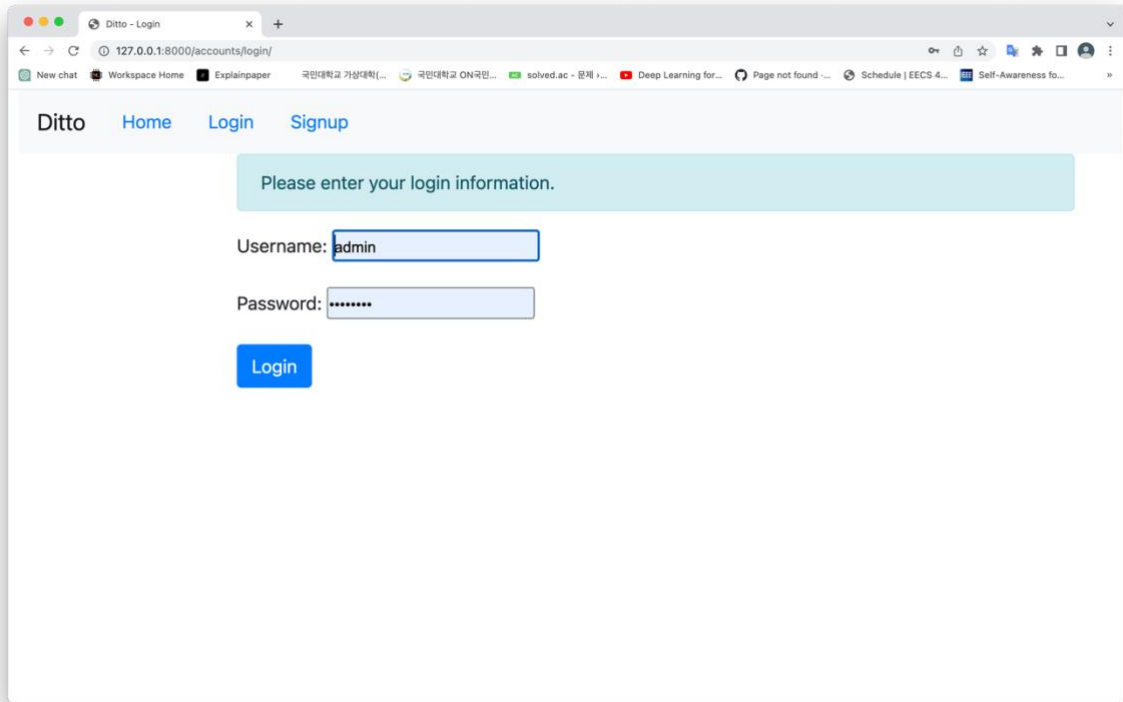 Ditto - Login
127.0.0.1:8000/accounts/login/
New chat Workspace Home Explainpaper 국민대학교 가상대학(... 국민대학교 ON국민... solved.ac - 문제 ›... Deep Learning for... Page not found ·... Schedule | EECS 4... IEEE Self-Awareness fo... »
Ditto Home Login Signup
Please enter your login information.
Username: admin
Password: ••••••••
Login